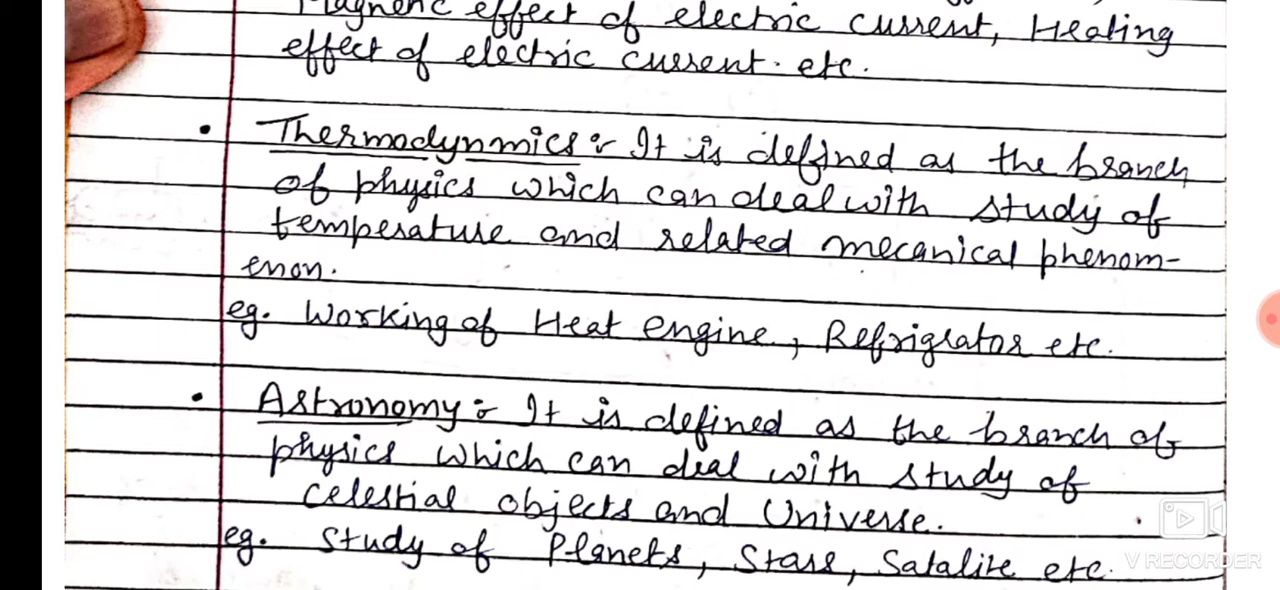 Magnetic effect of electric current, Heating
effect of electric current. etc.
• Thermodynmics :- It is defined as the branch
of physics which can deal with study of
temperature and related mecanical phenom-
enon.
eg. Working of Heat engine, Refrigrator etc.
• Astronomy :- It is defined as the branch of
physics which can deal with study of
celestial objects and Universe.
eg. Study of Planets, Stars, Satalite etc.
V RECORDER